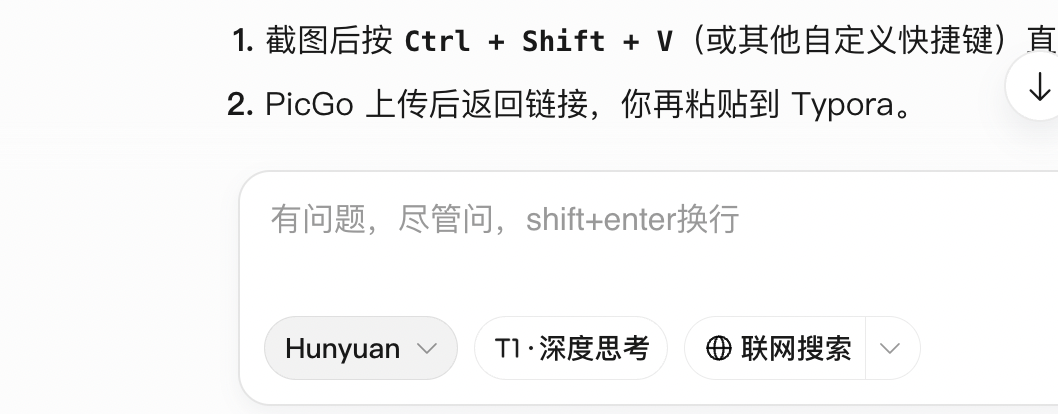 1. 截图后按 Ctrl + Shift + V（或其他自定义快捷键）直
2. PicGo 上传后返回链接，你再粘贴到 Typora。
有问题，尽管问，shift+enter换行
Hunyuan T1·深度思考 联网搜索